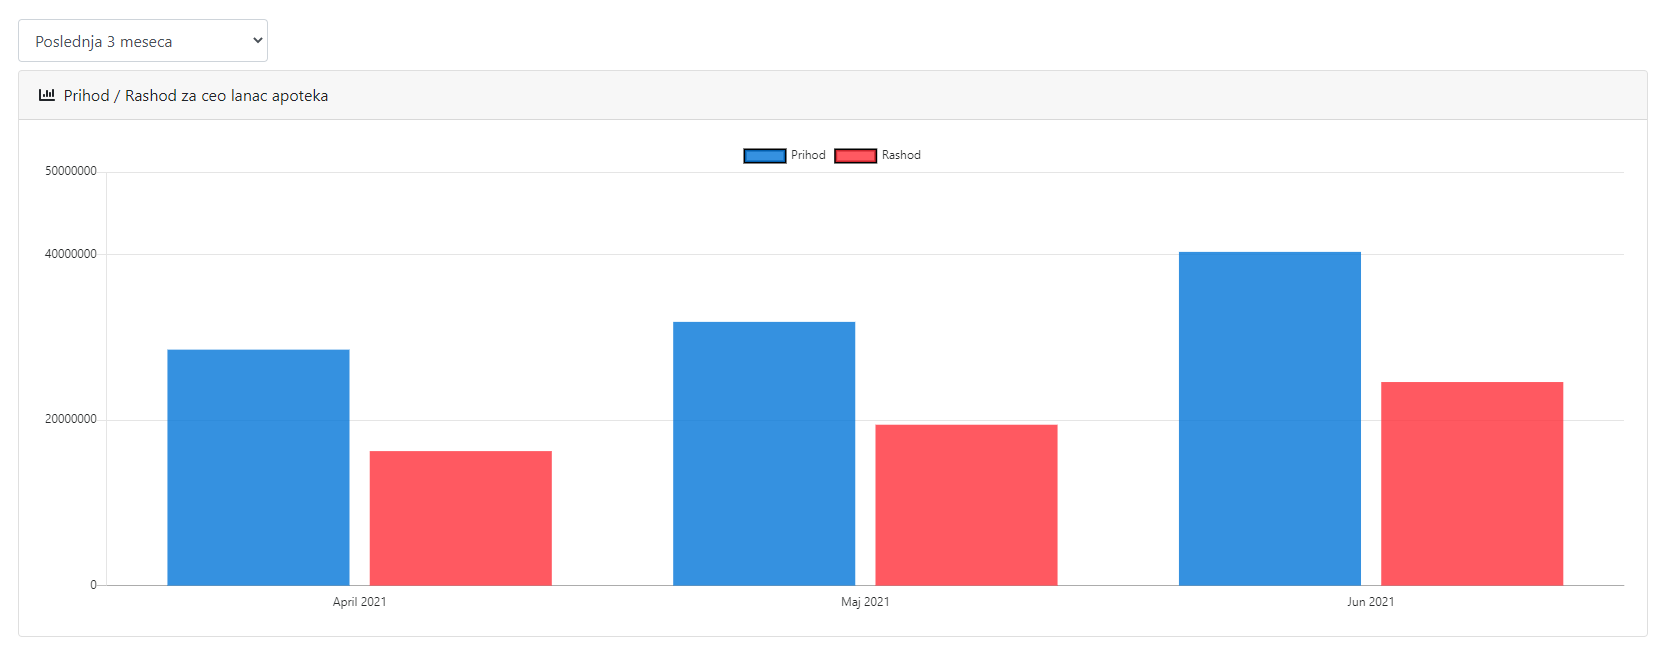 Poslednja 3 meseca
Prihod / Rashod za ceo lanac apoteka
Prihod Rashod
50000000
40000000
20000000
0
April 2021 Maj 2021 Jun 2021